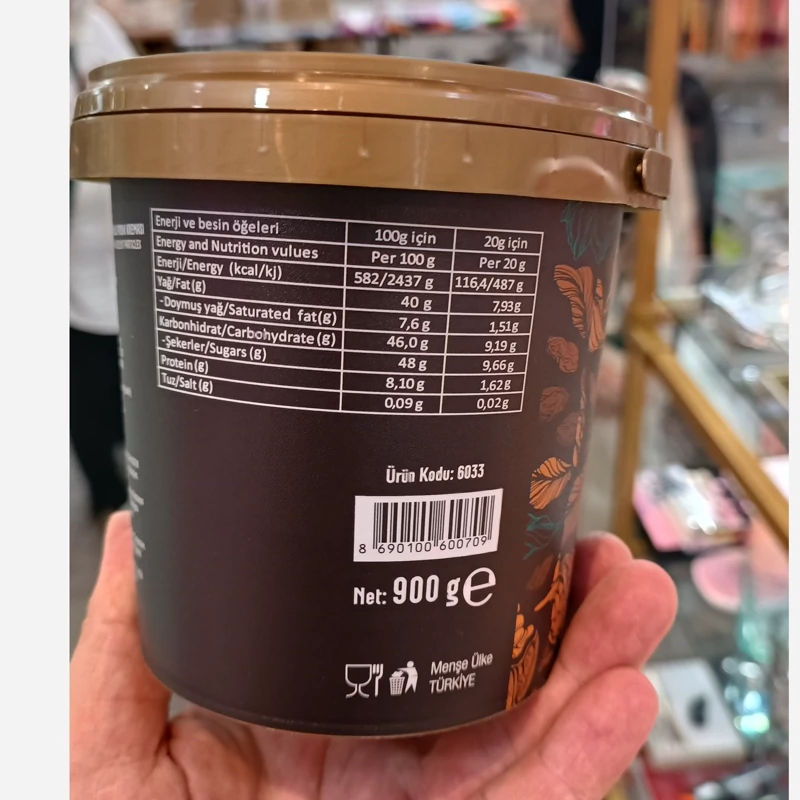 Enerji ve besin öğeleri 100g için 20g için
Energy and Nutrition vulues Per 100 g Per 20 g
Enerji/Energy (kcal/kj) 582/2437 g 116,4/487 g
Yağ/Fat (g) 40 g 7,93g
-Doymuş yağ/Saturated fat(g) 7,6 g 1,51g
Karbonhidrat/Carbohydrate (g) 46,0 g 9,19 g
-Şekerler/Sugars (g) 48 g 9,66g
Protein (g) 8,10 g 1,62g
Tuz/Salt (g) 0,09 g 0,02g
Ürün Kodu: 6033
8 690100 600709
Net: 900 g e
Menşe Ülke
TÜRKİYE